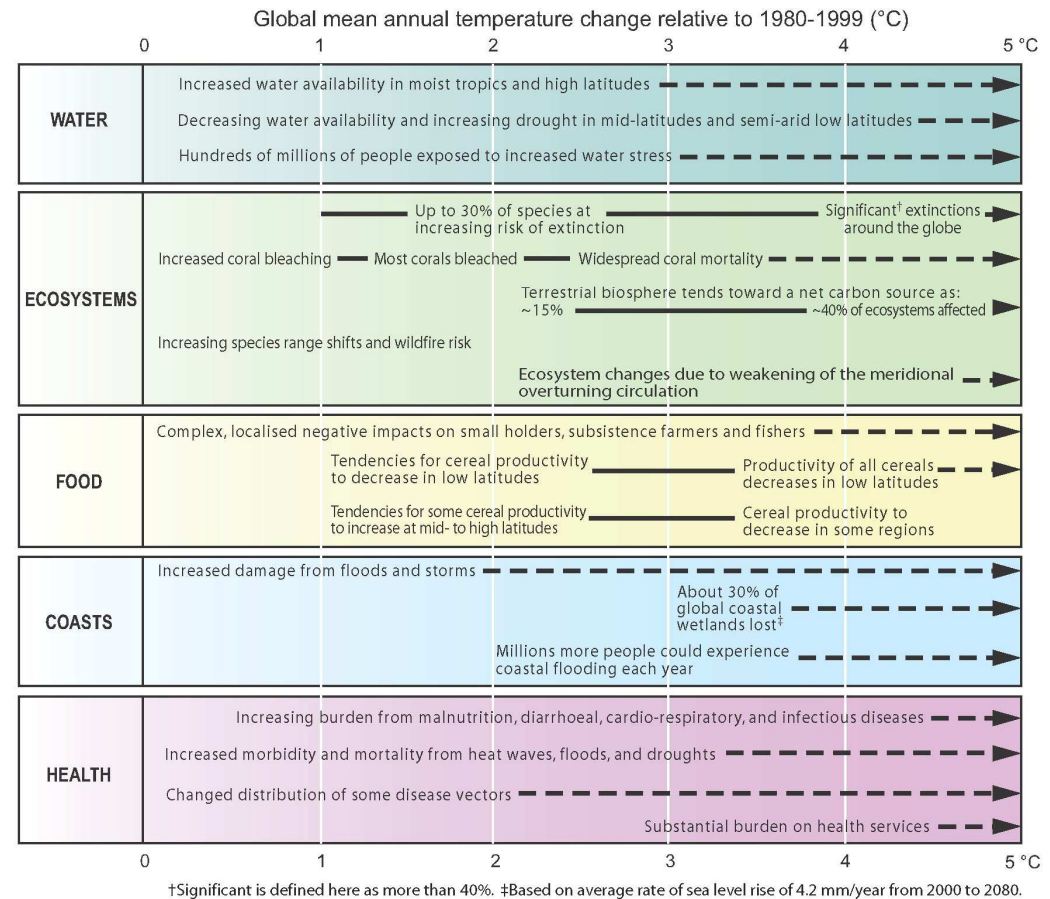 Global mean annual temperature change relative to 1980-1999 (°C)
0 1 2 3 4 5 °C
WATER
Increased water availability in moist tropics and high latitudes
Decreasing water availability and increasing drought in mid-latitudes and semi-arid low latitudes
Hundreds of millions of people exposed to increased water stress
ECOSYSTEMS
Up to 30% of species at
increasing risk of extinction
Significant† extinctions
around the globe
Increased coral bleaching Most corals bleached Widespread coral mortality
Terrestrial biosphere tends toward a net carbon source as:
~15% ~40% of ecosystems affected
Increasing species range shifts and wildfire risk
Ecosystem changes due to weakening of the meridional
overturning circulation
FOOD
Complex, localised negative impacts on small holders, subsistence farmers and fishers
Tendencies for cereal productivity
to decrease in low latitudes
Productivity of all cereals
decreases in low latitudes
Tendencies for some cereal productivity
to increase at mid- to high latitudes
Cereal productivity to
decrease in some regions
COASTS
Increased damage from floods and storms
About 30% of
global coastal
wetlands lost‡
Millions more people could experience
coastal flooding each year
HEALTH
Increasing burden from malnutrition, diarrhoeal, cardio-respiratory, and infectious diseases
Increased morbidity and mortality from heat waves, floods, and droughts
Changed distribution of some disease vectors
Substantial burden on health services
0 1 2 3 4 5 °C
†Significant is defined here as more than 40%. ‡Based on average rate of sea level rise of 4.2 mm/year from 2000 to 2080.